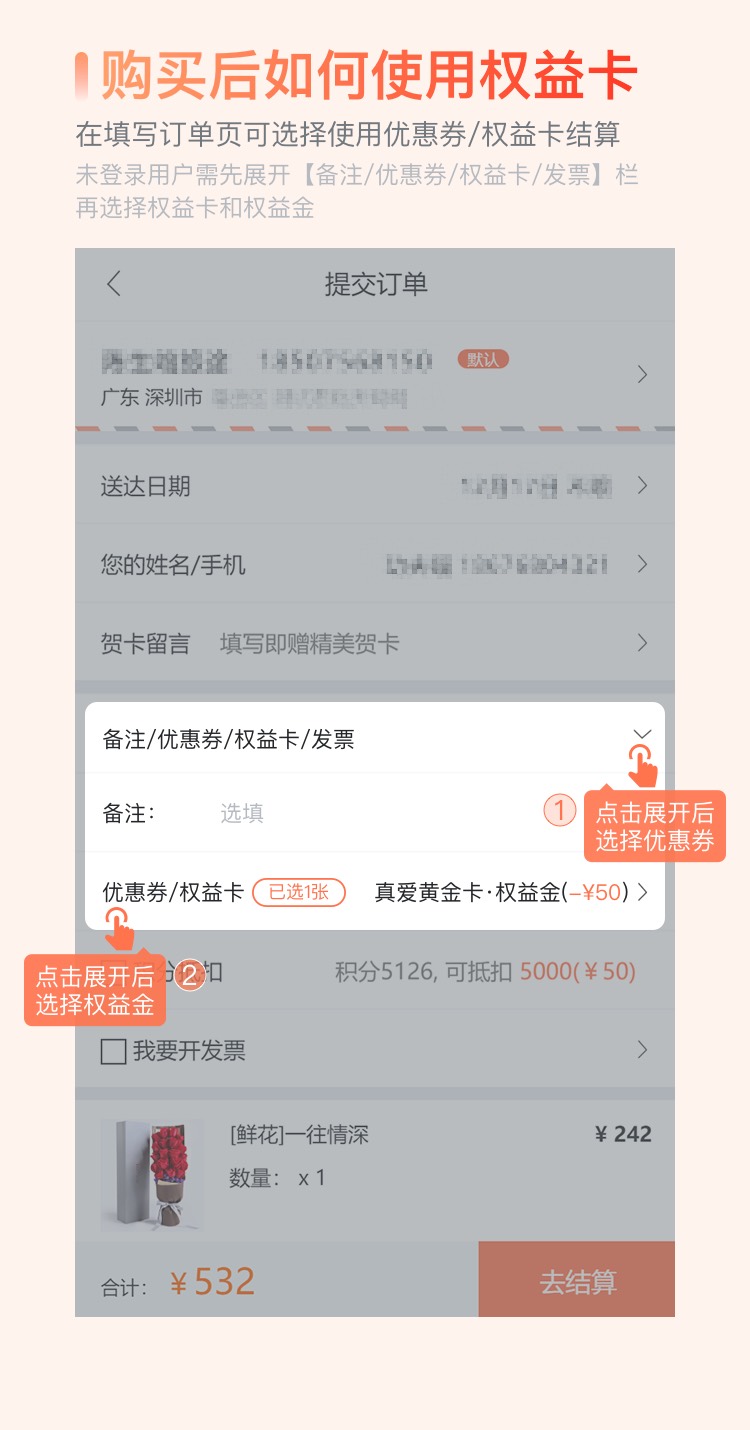 购买后如何使用权益卡
在填写订单页可选择使用优惠券/权益卡结算
未登录用户需先展开【备注/优惠券/权益卡/发票】栏
再选择权益卡和权益金
提交订单
默认
广东 深圳市
送达日期
您的姓名/手机
贺卡留言 填写即赠精美贺卡
备注/优惠券/权益卡/发票
备注： 选填
① 点击展开后
选择优惠券
优惠券/权益卡 已选1张 真爱黄金卡·权益金(-¥50)
点击展开后 ②
选择权益金
积分抵扣 积分5126, 可抵扣 5000(¥50)
我要开发票
[鲜花]一往情深 ¥ 242
数量： x 1
合计： ¥532 去结算